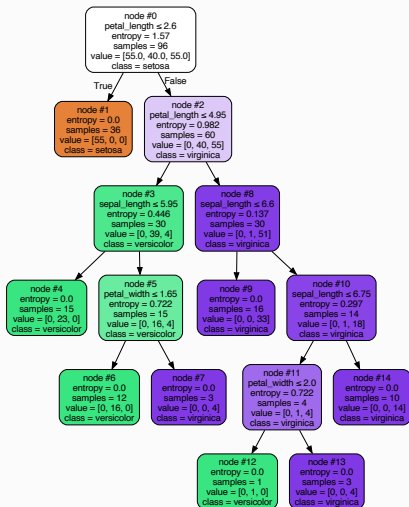 node #0
petal_length ≤ 2.6
entropy = 1.57
samples = 96
value = [55.0, 40.0, 55.0]
class = setosa
True
False
node #1
entropy = 0.0
samples = 36
value = [55, 0, 0]
class = setosa
node #2
petal_length ≤ 4.95
entropy = 0.982
samples = 60
value = [0, 40, 55]
class = virginica
node #3
sepal_length ≤ 5.95
entropy = 0.446
samples = 30
value = [0, 39, 4]
class = versicolor
node #8
sepal_length ≤ 6.6
entropy = 0.137
samples = 30
value = [0, 1, 51]
class = virginica
node #4
entropy = 0.0
samples = 15
value = [0, 23, 0]
class = versicolor
node #5
petal_width ≤ 1.65
entropy = 0.722
samples = 15
value = [0, 16, 4]
class = versicolor
node #9
entropy = 0.0
samples = 16
value = [0, 0, 33]
class = virginica
node #10
sepal_length ≤ 6.75
entropy = 0.297
samples = 14
value = [0, 1, 18]
class = virginica
node #6
entropy = 0.0
samples = 12
value = [0, 16, 0]
class = versicolor
node #7
entropy = 0.0
samples = 3
value = [0, 0, 4]
class = virginica
node #11
petal_width ≤ 2.0
entropy = 0.722
samples = 4
value = [0, 1, 4]
class = virginica
node #14
entropy = 0.0
samples = 10
value = [0, 0, 14]
class = virginica
node #12
entropy = 0.0
samples = 1
value = [0, 1, 0]
class = versicolor
node #13
entropy = 0.0
samples = 3
value = [0, 0, 4]
class = virginica